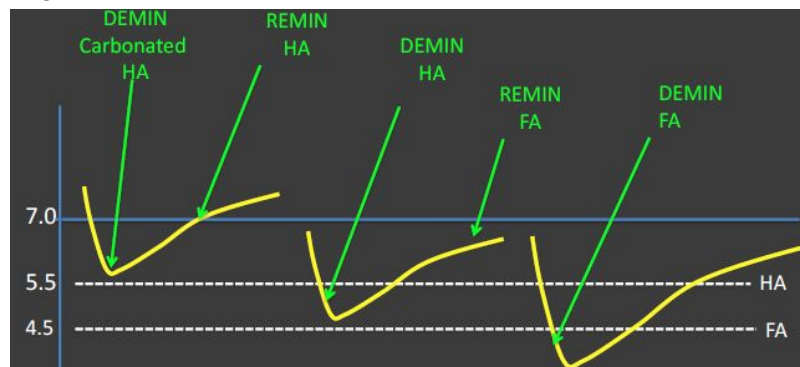 DEMIN
Carbonated
HA
REMIN
HA
DEMIN
HA
REMIN
FA
DEMIN
FA
7.0
5.5
HA
4.5
FA